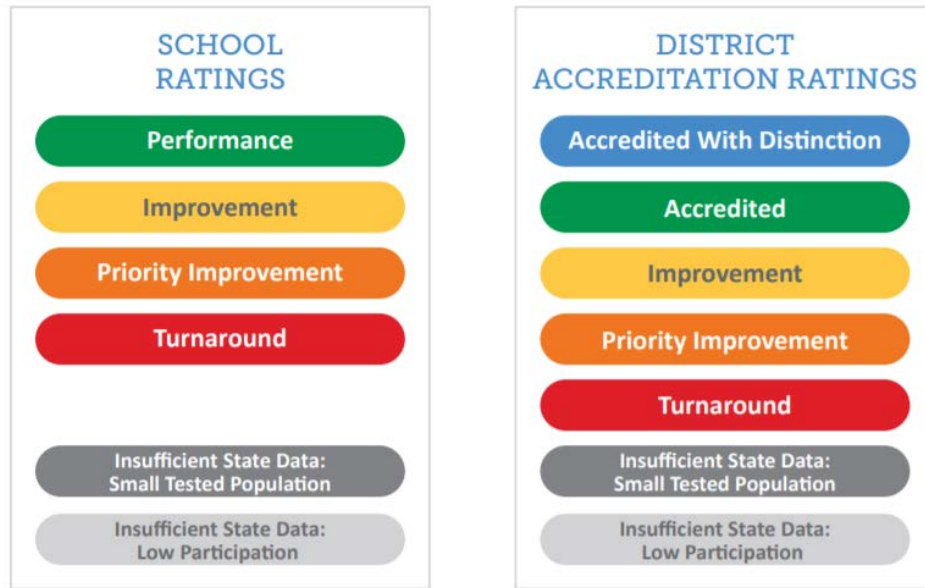 SCHOOL
RATINGS
Performance
Improvement
Priority Improvement
Turnaround
Insufficient State Data:
Small Tested Population
Insufficient State Data:
Low Participation
DISTRICT
ACCREDITATION RATINGS
Accredited With Distinction
Accredited
Improvement
Priority Improvement
Turnaround
Insufficient State Data:
Small Tested Population
Insufficient State Data:
Low Participation